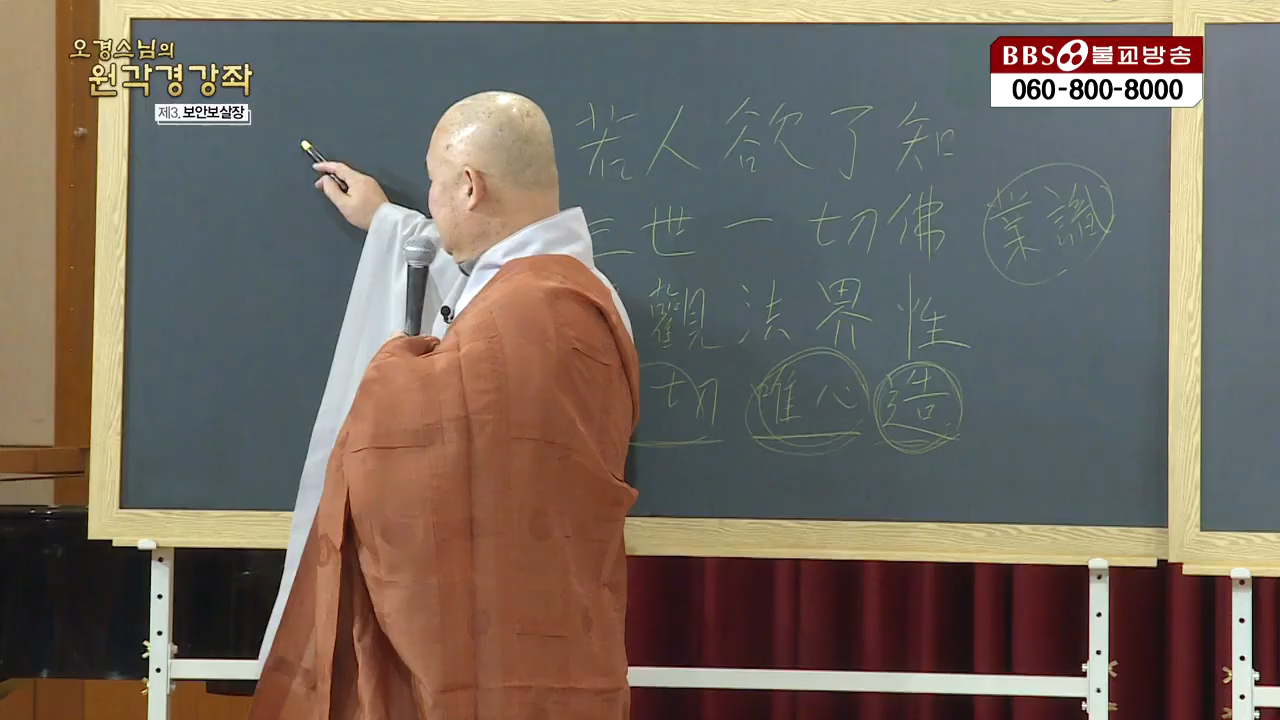 오경스님의
원각경강좌
제3. 보안보살장
BBS 불교방송
060-800-8000
若人欲了知
三世一切佛
觀法界性
切唯心造
業識